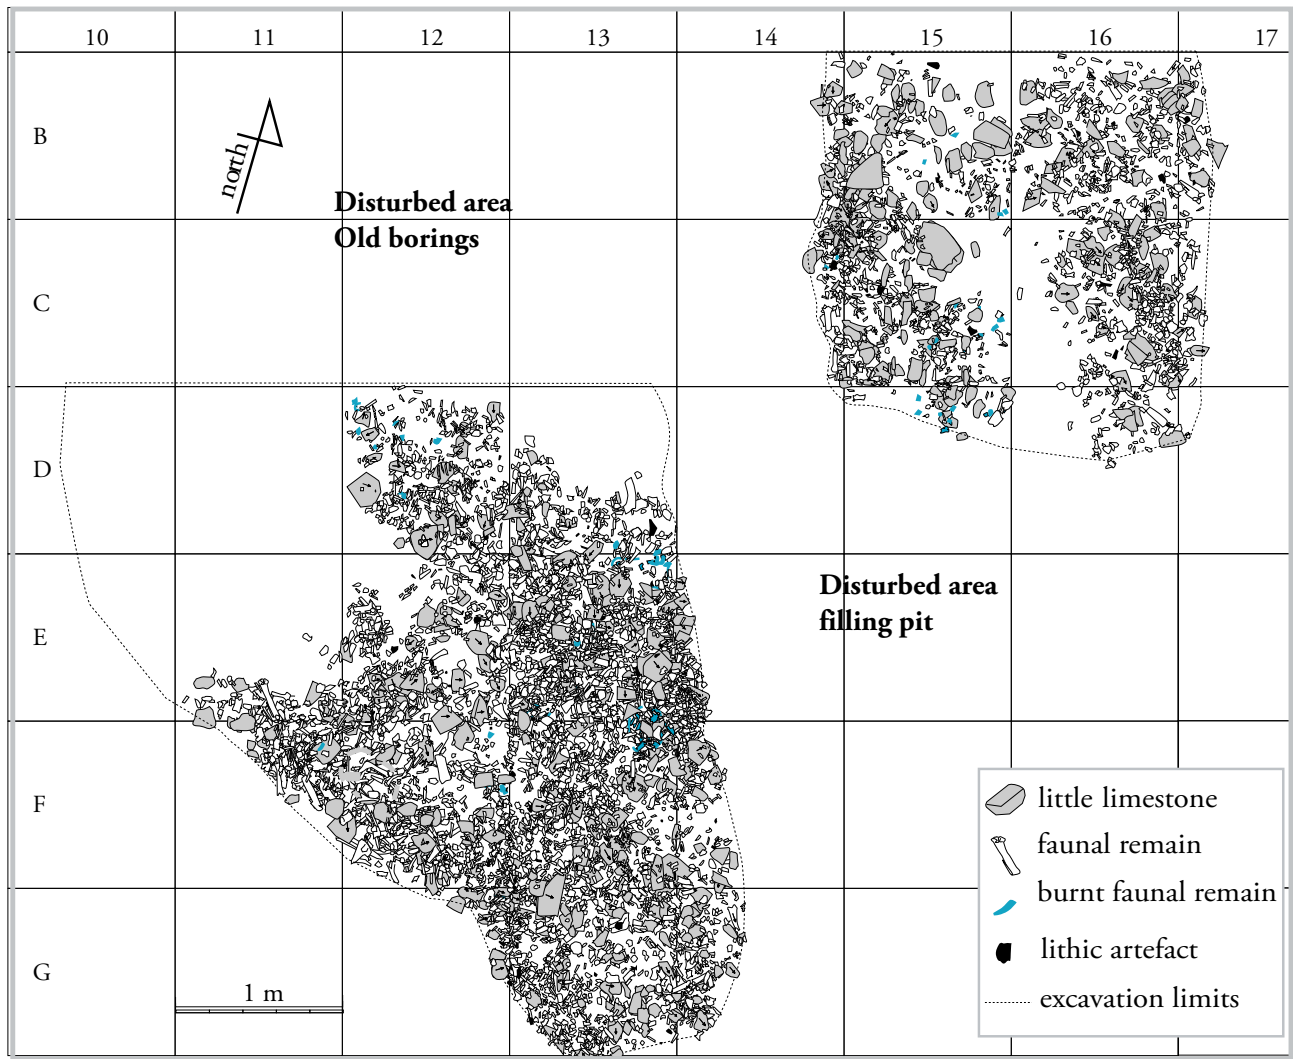 10 11 12 13 14 15 16 17
B
north
Disturbed area
Old borings
C
D
Disturbed area
filling pit
E
F
G
1 m
little limestone
faunal remain
burnt faunal remain
lithic artefact
excavation limits